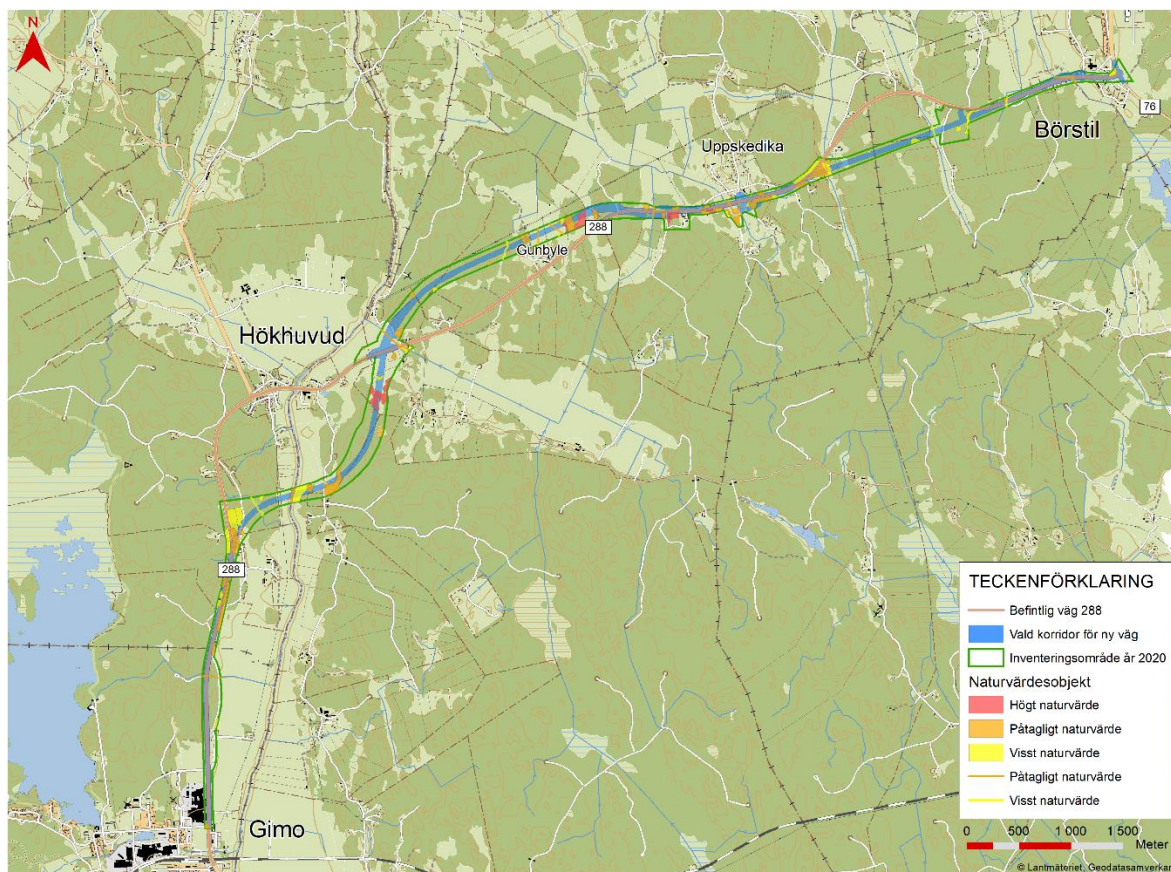 N
76
Börstil
Uppskedika
288
Gunbyle
Hökhuvud
288
Gimo
TECKENFÖRKLARING
Befintlig väg 288
Vald korridor för ny väg
Inventeringsområde år 2020
Naturvärdesobjekt
Högt naturvärde
Påtagligt naturvärde
Visst naturvärde
Påtagligt naturvärde
Visst naturvärde
0 500 1 000 1 500
Meter
© Lantmäteriet, Geodatasamverkan